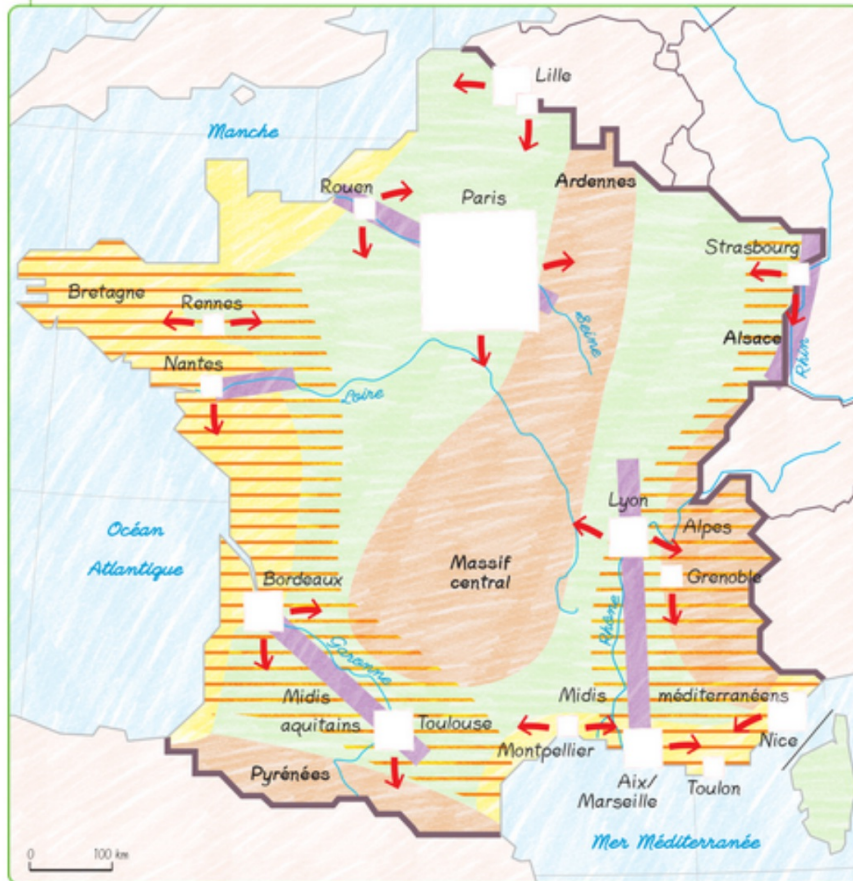 Lille
Manche
Ardennes
Rouen
Paris
Strasbourg
Bretagne
Rennes
Seine
Alsace
Rhin
Nantes
Loire
Lyon
Alpes
Océan
Atlantique
Massif
central
Grenoble
Bordeaux
Rhône
Garonne
Midis
aquitains
Toulouse
Midis
méditerranéens
Montpellier
Nice
Pyrénées
Aix/
Marseille
Toulon
Mer Méditerranée
0
100 km